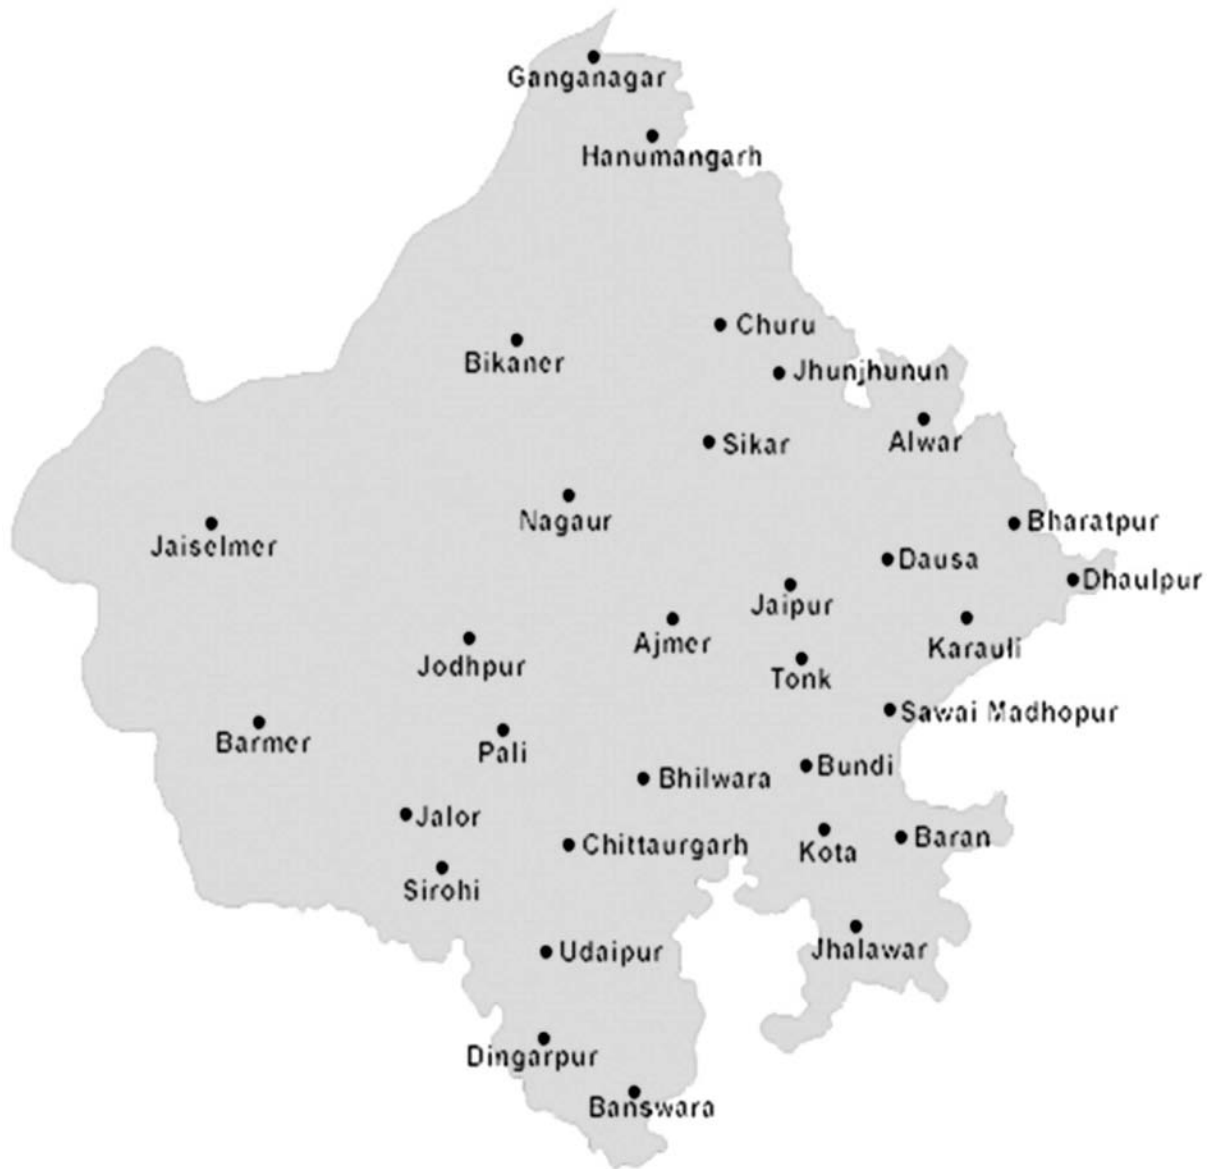 Ganganagar
Hanumangarh
Churu
Bikaner
Jhunjhunun
Alwar
Sikar
Nagaur
Bharatpur
Jaiselmer
Dausa
Dhaulpur
Jaipur
Ajmer
Karauli
Jodhpur
Tonk
Sawai Madhopur
Barmer
Pali
Bundi
Bhilwara
Jalor
Chittaurgarh
Kota
Baran
Sirohi
Jhalawar
Udaipur
Dingarpur
Banswara